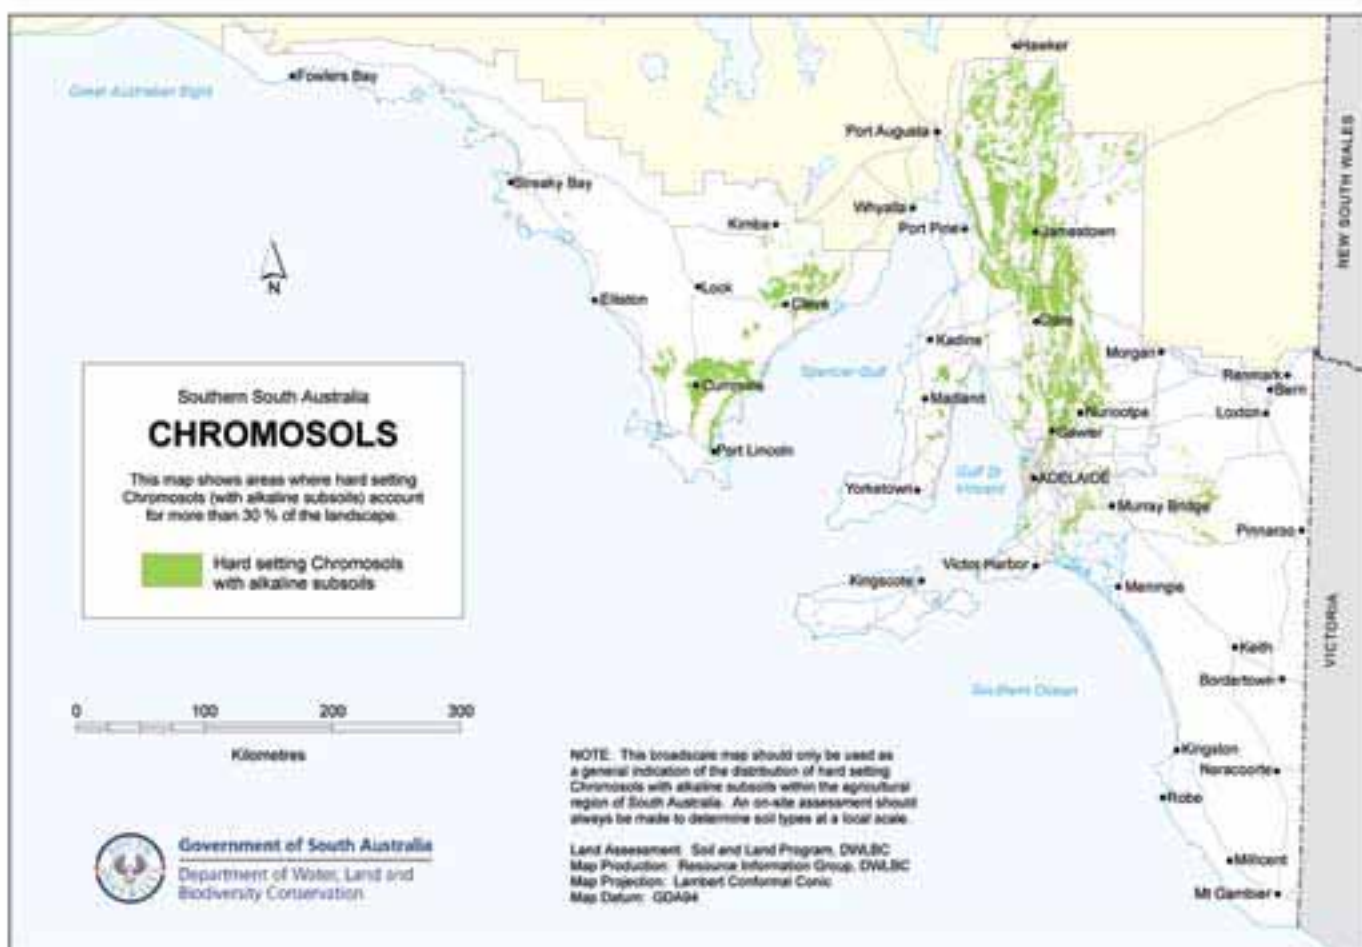 Hawker
Fowlers Bay
Great Australian Bight
Port Augusta
NEW SOUTH WALES
Streaky Bay
Whyalla
Kimba
Port Pirie
Jamestown
N
Lock
Elliston
Cleve
Clare
Kadina
Morgan
Spencer Gulf
Renmark
Berri
Cummins
Maitland
Nuriootpa
Loxton
Southern South Australia
CHROMOSOLS
Gawler
Port Lincoln
This map shows areas where hard setting
Chromosols (with alkaline subsoils) account
for more than 30 % of the landscape.
Gulf St
Vincent
ADELAIDE
Yorketown
Murray Bridge
Pinnaroo
Hard setting Chromosols
with alkaline subsoils
Victor Harbor
Kingscote
Meningie
VICTORIA
Keith
Bordertown
Southern Ocean
0 100 200 300
Kilometres
Kingston
Naracoorte
Robe
NOTE: This broadscale map should only be used as
a general indication of the distribution of hard setting
Chromosols with alkaline subsoils within the agricultural
region of South Australia. An on-site assessment should
always be made to determine soil types at a local scale.
Millicent
Mt Gambier
Government of South Australia
Department of Water, Land and
Biodiversity Conservation
Land Assessment: Soil and Land Program, DWLBC
Map Production: Resource Information Group, DWLBC
Map Projection: Lambert Conformal Conic
Map Datum: GDA94